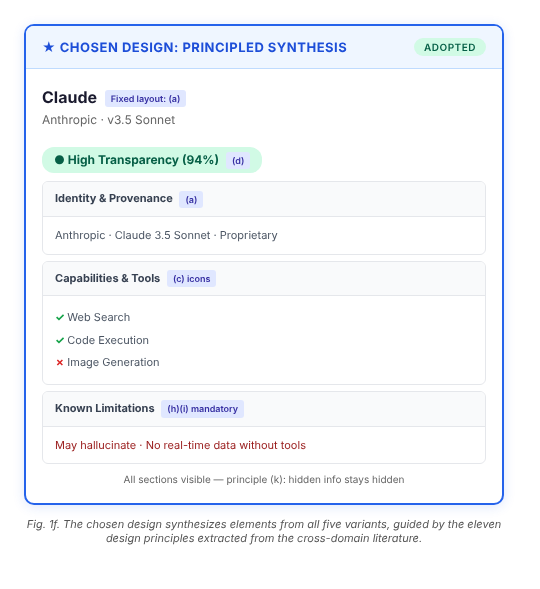 ★ CHOSEN DESIGN: PRINCIPLED SYNTHESIS ADOPTED
Claude Fixed layout: (a)
Anthropic · v3.5 Sonnet
● High Transparency (94%) (d)
Identity & Provenance (a)
Anthropic · Claude 3.5 Sonnet · Proprietary
Capabilities & Tools (c) icons
✓ Web Search
✓ Code Execution
✕ Image Generation
Known Limitations (h)(i) mandatory
May hallucinate · No real-time data without tools
All sections visible — principle (k): hidden info stays hidden
Fig. 1f. The chosen design synthesizes elements from all five variants, guided by the eleven
design principles extracted from the cross-domain literature.